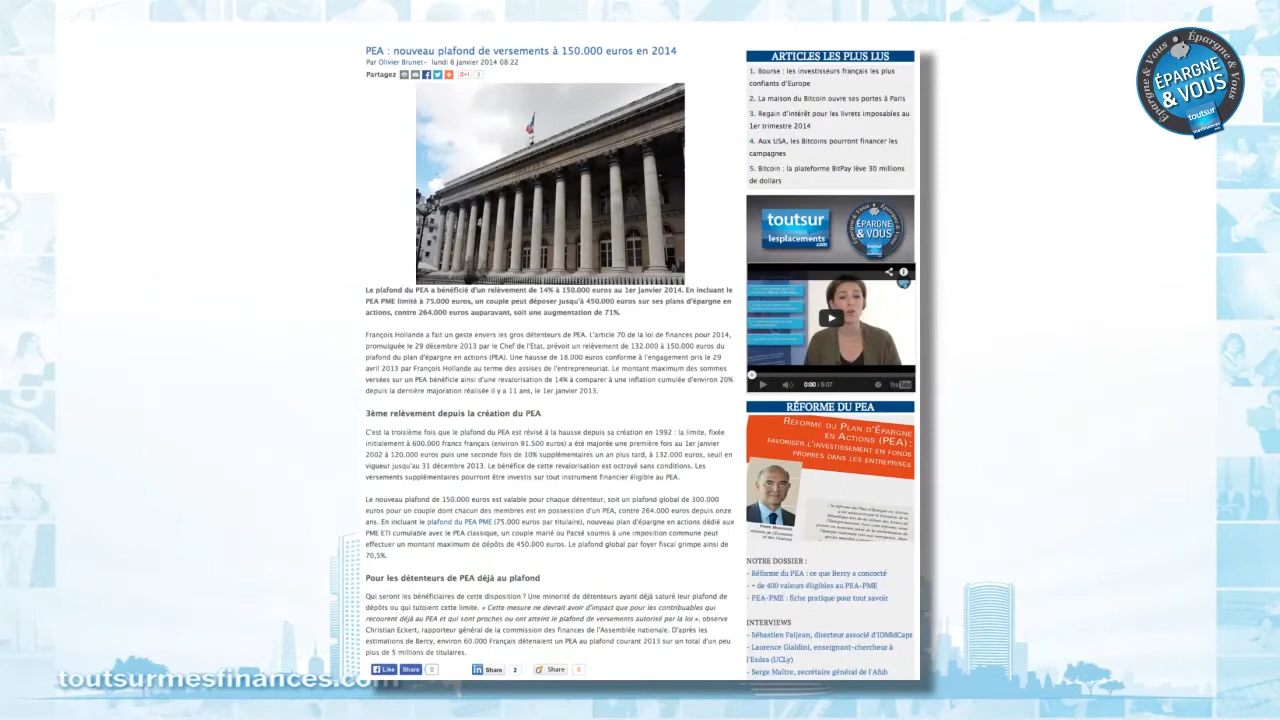 PEA : nouveau plafond de versements à 150.000 euros en 2014
Par Olivier Brunet– lundi 6 janvier 2014 08:22
Partagez
3
Le plafond du PEA a bénéficié d'un relèvement de 14% à 150.000 euros au 1er janvier 2014. En incluant le
PEA PME limité à 75.000 euros, un couple peut déposer jusqu'à 450.000 euros sur ses plans d'épargne en
actions, contre 264.000 euros auparavant, soit une augmentation de 71%.
François Hollande a fait un geste envers les gros détenteurs de PEA. L'article 70 de la loi de finances pour 2014,
promulguée le 29 décembre 2013 par le Chef de l'Etat, prévoit un relèvement de 132.000 à 150.000 euros du
plafond du plan d'épargne en actions (PEA). Une hausse de 18.000 euros conforme à l'engagement pris le 29
avril 2013 par François Hollande au terme des assises de l'entrepreneuriat. Le montant maximum des sommes
versées sur un PEA bénéficie ainsi d'une revalorisation de 14% à comparer à une inflation cumulée d'environ 20%
depuis la dernière majoration réalisée il y a 11 ans, le 1er janvier 2013.
3ème relèvement depuis la création du PEA
C'est la troisième fois que le plafond du PEA est révisé à la hausse depuis sa création en 1992 : la limite, fixée
initialement à 600.000 francs français (environ 91.500 euros) a été majorée une première fois au 1er janvier
2002 à 120.000 euros puis une seconde fois de 10% supplémentaires un an plus tard, à 132.000 euros, seuil en
vigueur jusqu'au 31 décembre 2013. Le bénéfice de cette revalorisation est octroyé sans conditions. Les
versements supplémentaires pourront être investis sur tout instrument financier éligible au PEA.
Le nouveau plafond de 150.000 euros est valable pour chaque détenteur, soit un plafond global de 300.000
euros pour un couple dont chacun des membres est en possession d'un PEA, contre 264.000 euros depuis onze
ans. En incluant le plafond du PEA PME (75.000 euros par titulaire), nouveau plan d'épargne en actions dédié aux
PME ETI cumulable avec le PEA classique, un couple marié ou Pacsé soumis à une imposition commune peut
effectuer un montant maximum de dépôts de 450.000 euros. Le plafond global par foyer fiscal grimpe ainsi de
70,5%.
Pour les détenteurs de PEA déjà au plafond
Qui seront les bénéficiaires de cette disposition ? Une minorité de détenteurs ayant déjà saturé leur plafond de
dépôts ou qui tutoient cette limite. « Cette mesure ne devrait avoir d'impact que pour les contribuables qui
recourent déjà au PEA et qui sont proches ou ont atteint le plafond de versements autorisé par la loi », observe
Christian Eckert, rapporteur général de la commission des finances de l'Assemblée nationale. D'après les
estimations de Bercy, environ 60.000 Français détenaient un PEA au plafond courant 2013 sur un total d'un peu
plus de 5 millions de titulaires.
Like Share 0 Share 2 Share 0
ARTICLES LES PLUS LUS
1. Bourse : les investisseurs français les plus
confiants d'Europe
2. La maison du Bitcoin ouvre ses portes à Paris
3. Regain d'intérêt pour les livrets imposables au
1er trimestre 2014
4. Aux USA, les Bitcoins pourront financer les
campagnes
5. Bitcoin : la plateforme BitPay lève 30 millions
de dollars
toutsur
lesplacements
.com
Épargne & Vous
ÉPARGNE
& VOUS
toutsur
0:00 / 5:07
YouTube
RÉFORME DU PEA
RÉFORME DU PLAN D'ÉPARGNE
EN ACTIONS (PEA) :
FAVORISER L'INVESTISSEMENT EN FONDS
PROPRES DANS LES ENTREPRISES
NOTRE DOSSIER :
- Réforme du PEA : ce que Bercy a concocté
- + de 400 valeurs éligibles au PEA-PME
- PEA-PME : fiche pratique pour tout savoir
INTERVIEWS
- Sébastien Faijean, directeur associé d'IDMidCaps
- Laurence Gialdini, enseignant-chercheur à
l'Esdes (UCLy)
- Serge Maître, secrétaire général de l'Afub
Épargne & Vous
Épargne & Vous
ÉPARGNE
& VOUS
toutsur
mesfinances
.com
toutsurmesfinances.com